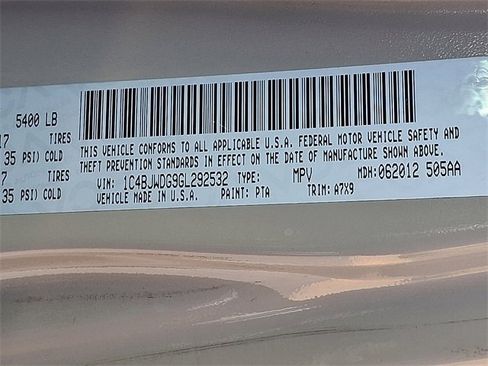 5400 LB
17 TIRES
35 PSI) COLD
7 TIRES
35 PSI) COLD
THIS VEHICLE CONFORMS TO ALL APPLICABLE U.S.A. FEDERAL MOTOR VEHICLE SAFETY AND
THEFT PREVENTION STANDARDS IN EFFECT ON THE DATE OF MANUFACTURE SHOWN ABOVE.
VIN: 1C4BJWDG9GL292532 TYPE: MPV MDH:062012 505AA
VEHICLE MADE IN U.S.A. PAINT: PTA TRIM: A7X9